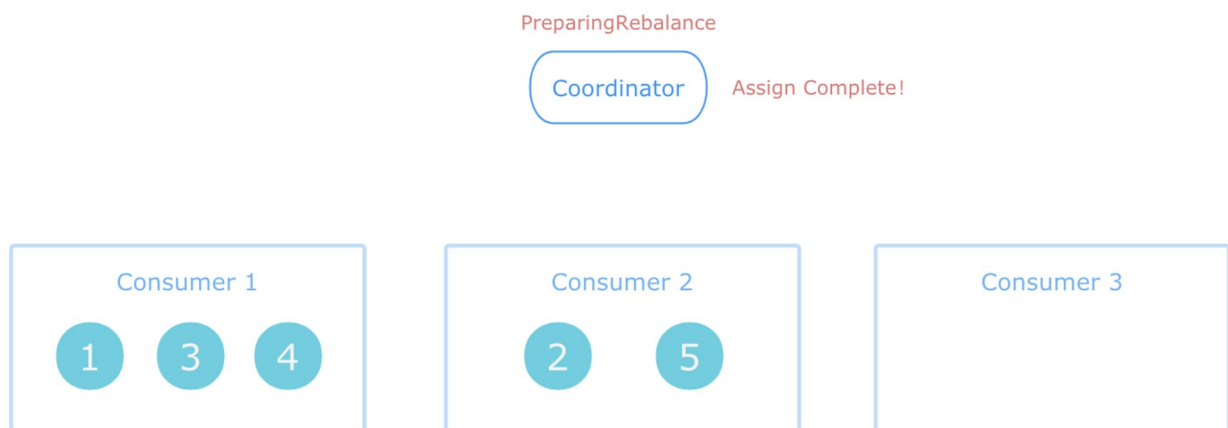 PreparingRebalance
Coordinator
Assign Complete!
Consumer 1
Consumer 2
Consumer 3
1 3 4
2 5